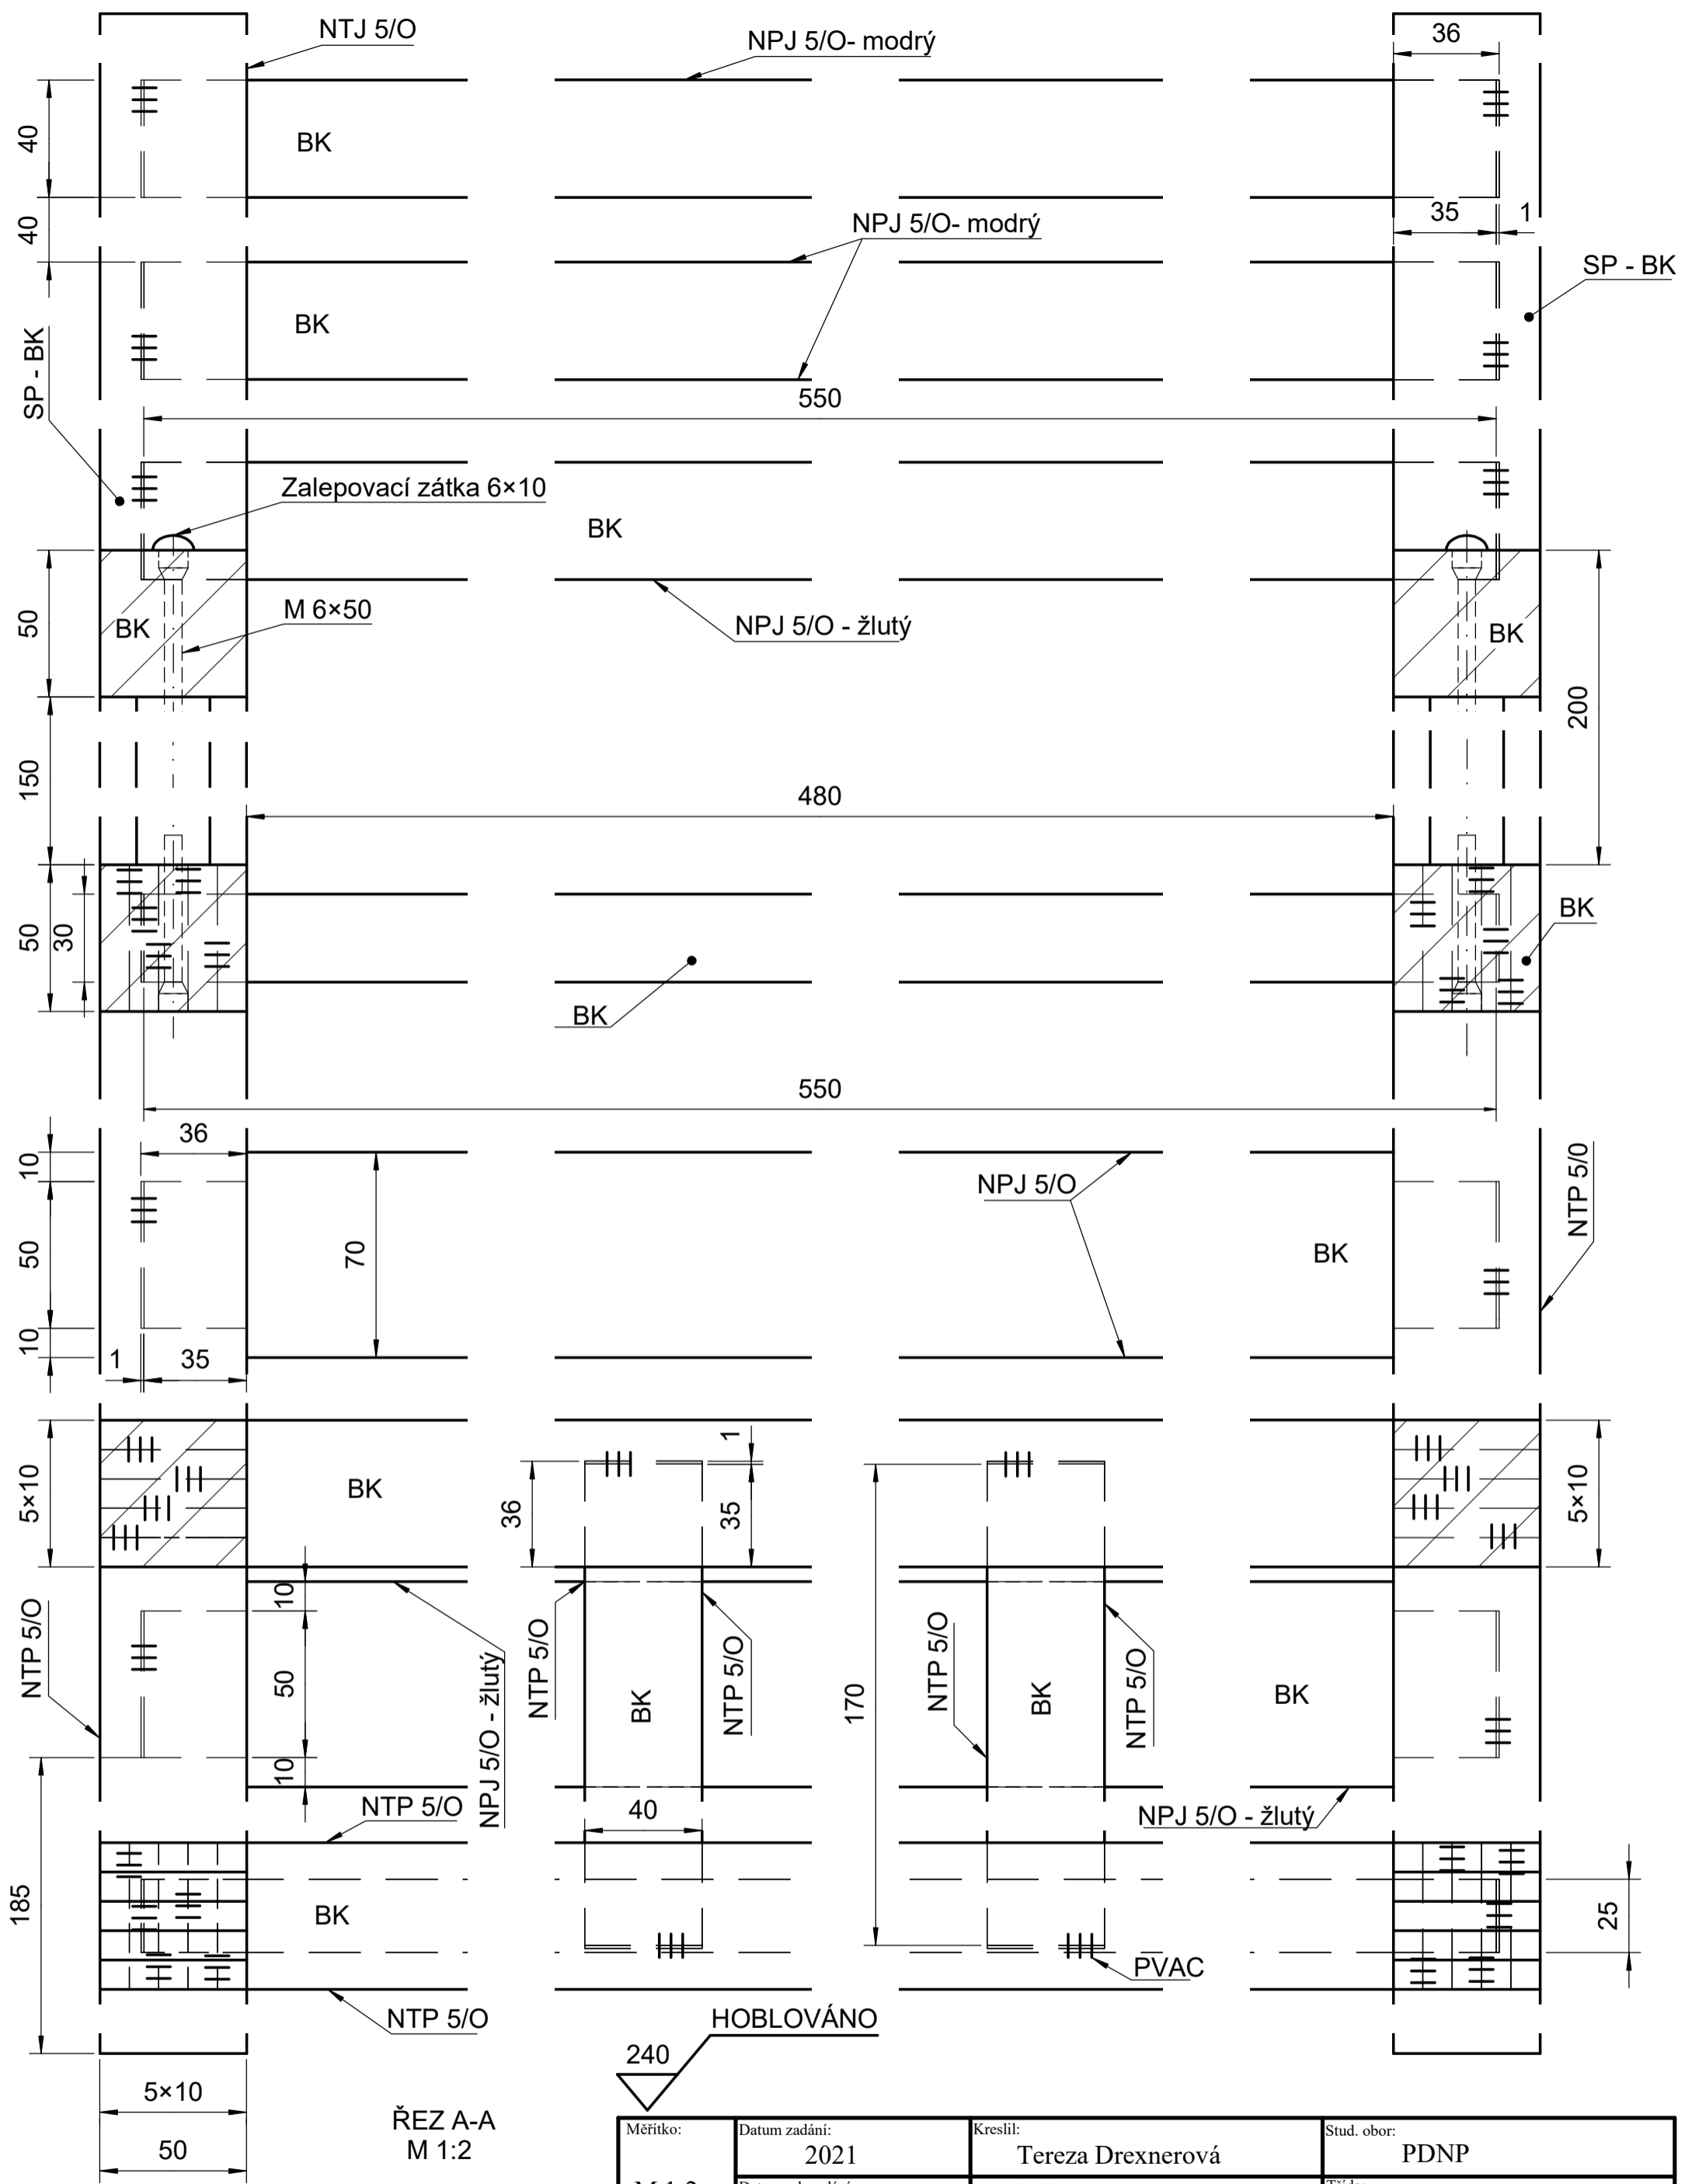 NTJ 5/O
NPJ 5/O- modrý
36
40
BK
40
NPJ 5/O- modrý
35
1
SP - BK
BK
SP - BK
550
Zalepovací zátka 6×10
BK
50
BK
M 6×50
NPJ 5/O - žlutý
BK
200
150
480
50
30
BK
BK
550
36
10
NPJ 5/O
NTP 5/0
50
70
BK
10
1
35
5×10
BK
36
1
35
5×10
10
NTP 5/O
50
NPJ 5/O - žlutý
NTP 5/O
BK
NTP 5/O
170
NTP 5/O
BK
NTP 5/O
BK
10
NTP 5/O
40
NPJ 5/O - žlutý
185
BK
25
PVAC
NTP 5/O
HOBLOVÁNO
240
5×10
50
ŘEZ A-A
M 1:2
Měřítko:
Datum zadání:
2021
Kreslil:
Tereza Drexnerová
Stud. obor:
PDNP